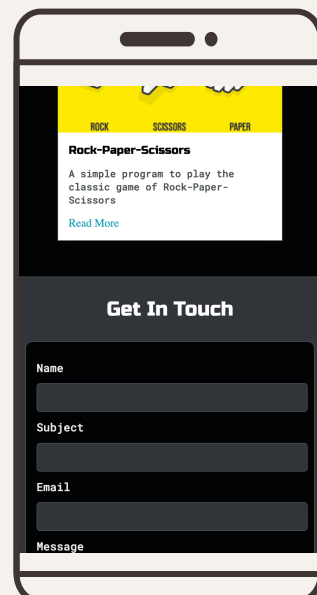 ROCK SCISSORS PAPER
Rock-Paper-Scissors
A simple program to play the
classic game of Rock-Paper-
Scissors
Read More
Get In Touch
Name
Subject
Email
Message